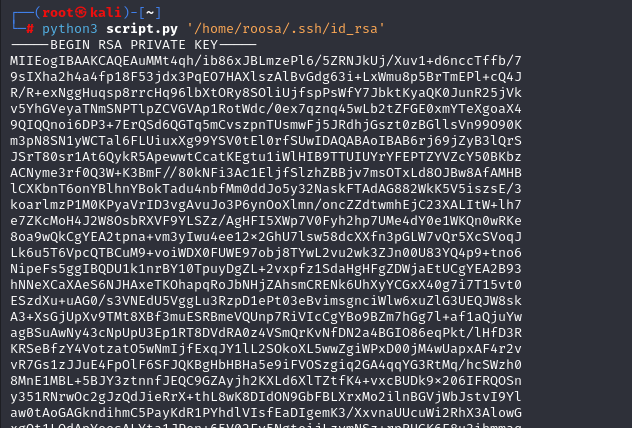 (root㉿kali)-[~]
# python3 script.py '/home/roosa/.ssh/id_rsa'
-----BEGIN RSA PRIVATE KEY-----
MIIEogIBAAKCAQEAuMMt4qh/ib86xJBLmzePl6/5ZRNJkUj/Xuv1+d6nccTffb/7
9sIXha2h4a4fp18F53jdx3PqEO7HAXlszAlBvGdg63i+LxWmu8p5BrTmEPl+cQ4J
R/R+exNggHuqsp8rrcHq96lbXtORy8SOliUjfspPsWfY7JbktKyaQK0JunR25jVk
v5YhGVeyaTNmSNPTlpZCVGVAp1RotWdc/0ex7qznq45wLb2tZFGE0xmYTeXgoaX4
9QIQQnoi6DP3+7ErQSd6QGTq5mCvszpnTUsmwFj5JRdhjGszt0zBGllsVn99O90K
m3pN8SN1yWCTal6FLUiuxXg99YSV0tEl0rfSUwIDAQABAoIBAB6rj69jZyB3lQrS
JSrT80sr1At6QykR5ApewwtCcatKEgtu1iWlHIB9TTUIUYrYFEPTZYVZcY50BKbz
ACNyme3rf0Q3W+K3BmF//80kNFi3Ac1EljfSlzhZBBjv7msOTxLd8OJBw8AfAMHB
lCXKbnT6onYBlhnYBokTadu4nbfMm0ddJo5y32NaskFTAdAG882WkK5V5iszsE/3
koarlmzP1M0KPyaVrID3vgAvuJo3P6ynOoXlmn/oncZZdtwmhEjC23XALItW+lh7
e7ZKcMoH4J2W8OsbRXVF9YLSZz/AgHFI5XWp7V0Fyh2hp7UMe4dY0e1WKQn0wRKe
8oa9wQkCgYEA2tpna+vm3yIwu4ee12×2GhU7lsw58dcXXfn3pGLW7vQr5XcSVoqJ
Lk6u5T6VpcQTBCuM9+voiWDX0FUWE97obj8TYwL2vu2wk3ZJn00U83YQ4p9+tno6
NipeFs5ggIBQDU1k1nrBY10TpuyDgZL+2vxpfz1SdaHgHFgZDWjaEtUCgYEA2B93
hNNeXCaXAeS6NJHAxeTKOhapqRoJbNHjZAhsmCRENk6UhXyYCGxX40g7i7T15vt0
ESzdXu+uAG0/s3VNEdU5VggLu3RzpD1ePt03eBvimsgnciWlw6xuZlG3UEQJW8sk
A3+XsGjUpXv9TMt8XBf3muESRBmeVQUnp7RiVIcCgYBo9BZm7hGg7l+af1aQjuYw
agBSuAwNy43cNpUpU3Ep1RT8DVdRA0z4VSmQrKvNfDN2a4BGIO86eqPkt/lHfD3R
KRSeBfzY4VotzatO5wNmIjfExqJY1lL2SOkoXL5wwZgiWPxD00jM4wUapxAF4r2v
vR7Gs1zJJuE4FpOlF6SFJQKBgHbHBHa5e9iFVOSzgiq2GA4qqYG3RtMq/hcSWzh0
8MnE1MBL+5BJY3ztnnfJEQC9GZAyjh2KXLd6XlTZtfK4+vxcBUDk9×206IFRQOSn
y351RNrwOc2gJzQdJieRrX+thL8wK8DIdON9GbFBLXrxMo2ilnBGVjWbJstvI9Yl
aw0tAoGAGkndihmC5PayKdR1PYhdlVIsfEaDIgemK3/XxvnaUUcuWi2RhX3AlowG